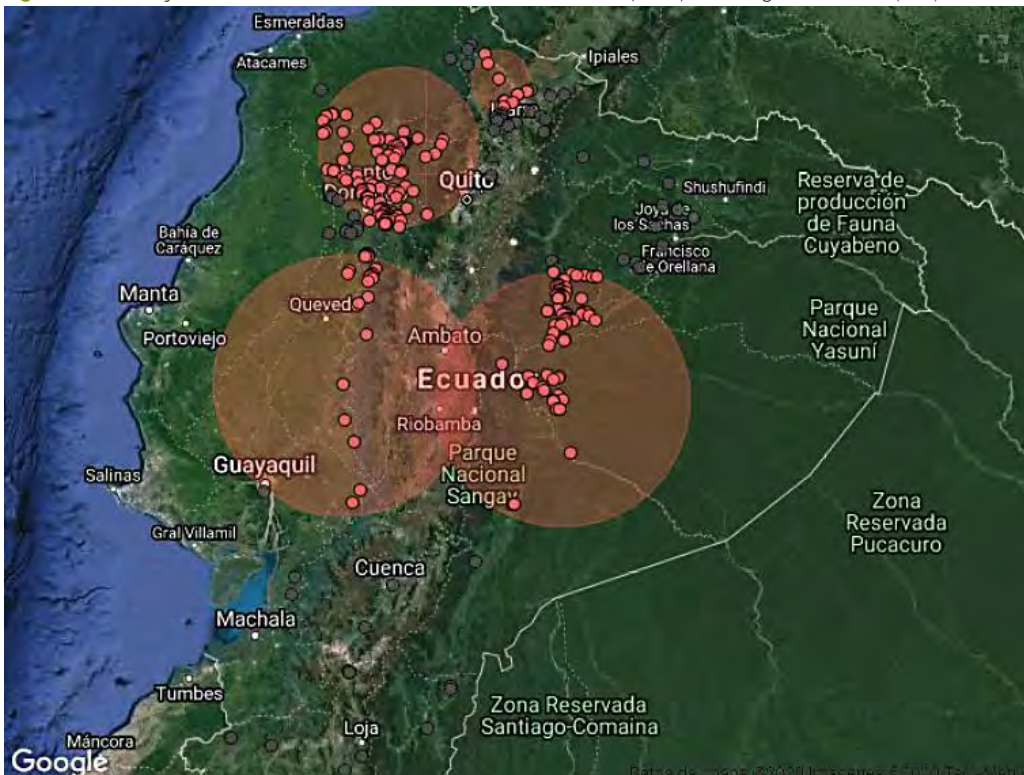 Esmeraldas
Atacames
Ipiales
Quito
Shushufindi
Reserva de
producción
de Fauna
Cuyabeno
Joya de
los Sachas
Francisco
de Orellana
Bahía de
Caráquez
Manta
Portoviejo
Quevedo
Parque
Nacional
Yasuní
Ambato
Ecuador
Riobamba
Parque
Nacional
Sangay
Guayaquil
Salinas
Gral Villamil
Zona
Reservada
Pucacuro
Cuenca
Machala
Tumbes
Zona Reservada
Santiago-Comaina
Loja
Máncora
Google